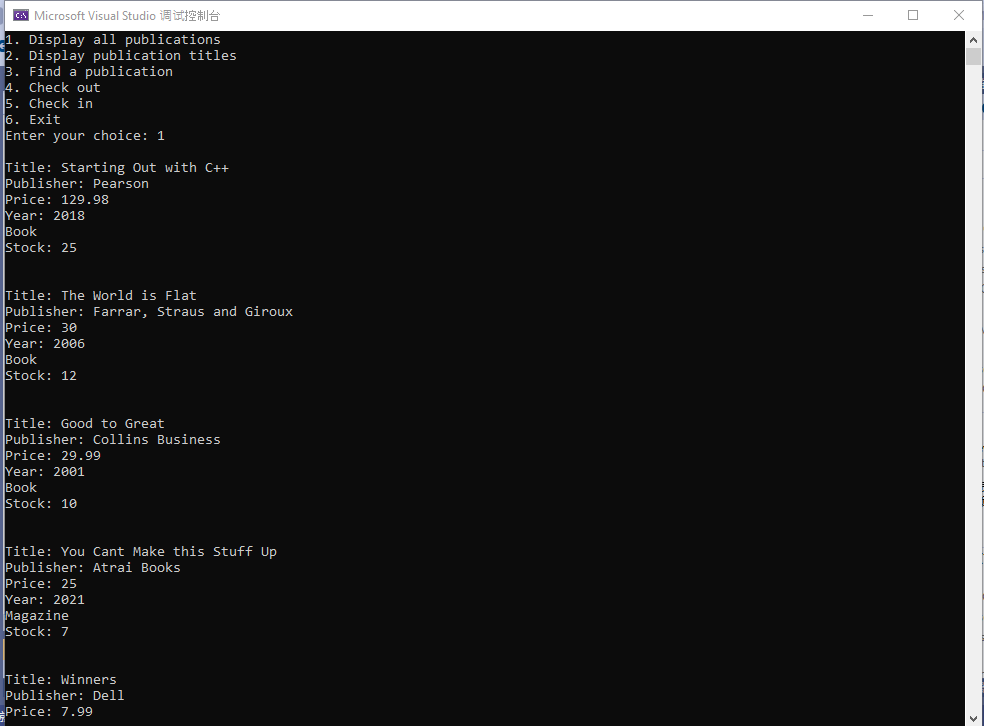 Microsoft Visual Studio 调试控制台
1. Display all publications
2. Display publication titles
3. Find a publication
4. Check out
5. Check in
6. Exit
Enter your choice: 1
Title: Starting Out with C++
Publisher: Pearson
Price: 129.98
Year: 2018
Book
Stock: 25
Title: The World is Flat
Publisher: Farrar, Straus and Giroux
Price: 30
Year: 2006
Book
Stock: 12
Title: Good to Great
Publisher: Collins Business
Price: 29.99
Year: 2001
Book
Stock: 10
Title: You Cant Make this Stuff Up
Publisher: Atrai Books
Price: 25
Year: 2021
Magazine
Stock: 7
Title: Winners
Publisher: Dell
Price: 7.99